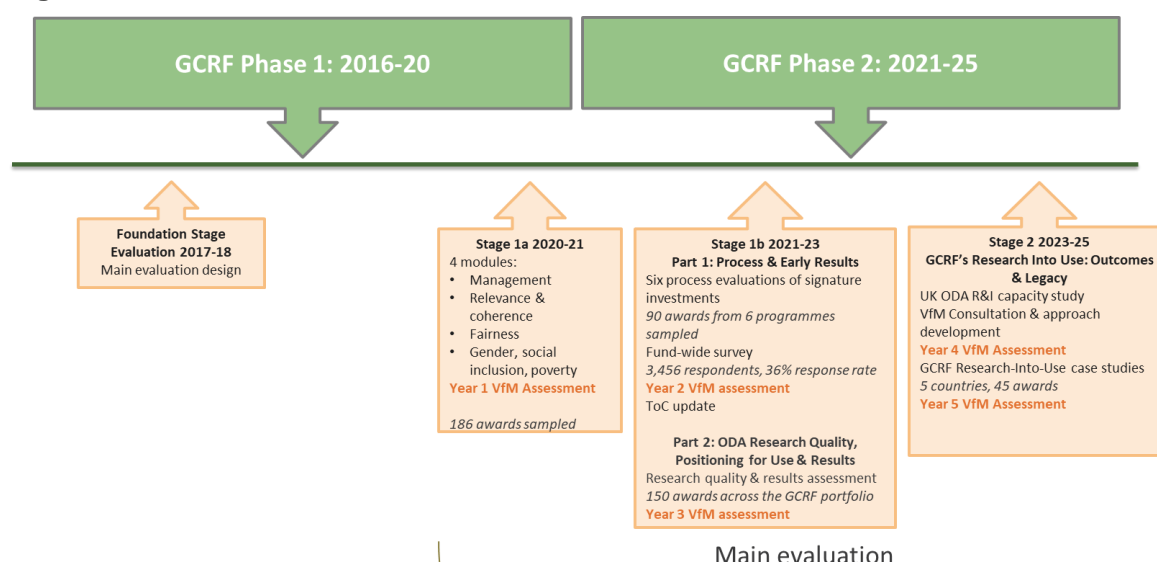 GCRF Phase 1: 2016-20
GCRF Phase 2: 2021-25
Foundation Stage
Evaluation 2017-18
Main evaluation design
Stage 1a 2020-21
4 modules:
• Management
• Relevance &
coherence
• Fairness
• Gender, social
inclusion, poverty
Year 1 VfM Assessment
186 awards sampled
Stage 1b 2021-23
Part 1: Process & Early Results
Six process evaluations of signature
investments
90 awards from 6 programmes
sampled
Fund-wide survey
3,456 respondents, 36% response rate
Year 2 VfM assessment
ToC update
Part 2: ODA Research Quality,
Positioning for Use & Results
Research quality & results assessment
150 awards across the GCRF portfolio
Year 3 VfM assessment
Stage 2 2023-25
GCRF's Research Into Use: Outcomes
& Legacy
UK ODA R&I capacity study
VfM Consultation & approach
development
Year 4 VfM Assessment
GCRF Research-Into-Use case studies
5 countries, 45 awards
Year 5 VfM Assessment
Main evaluation